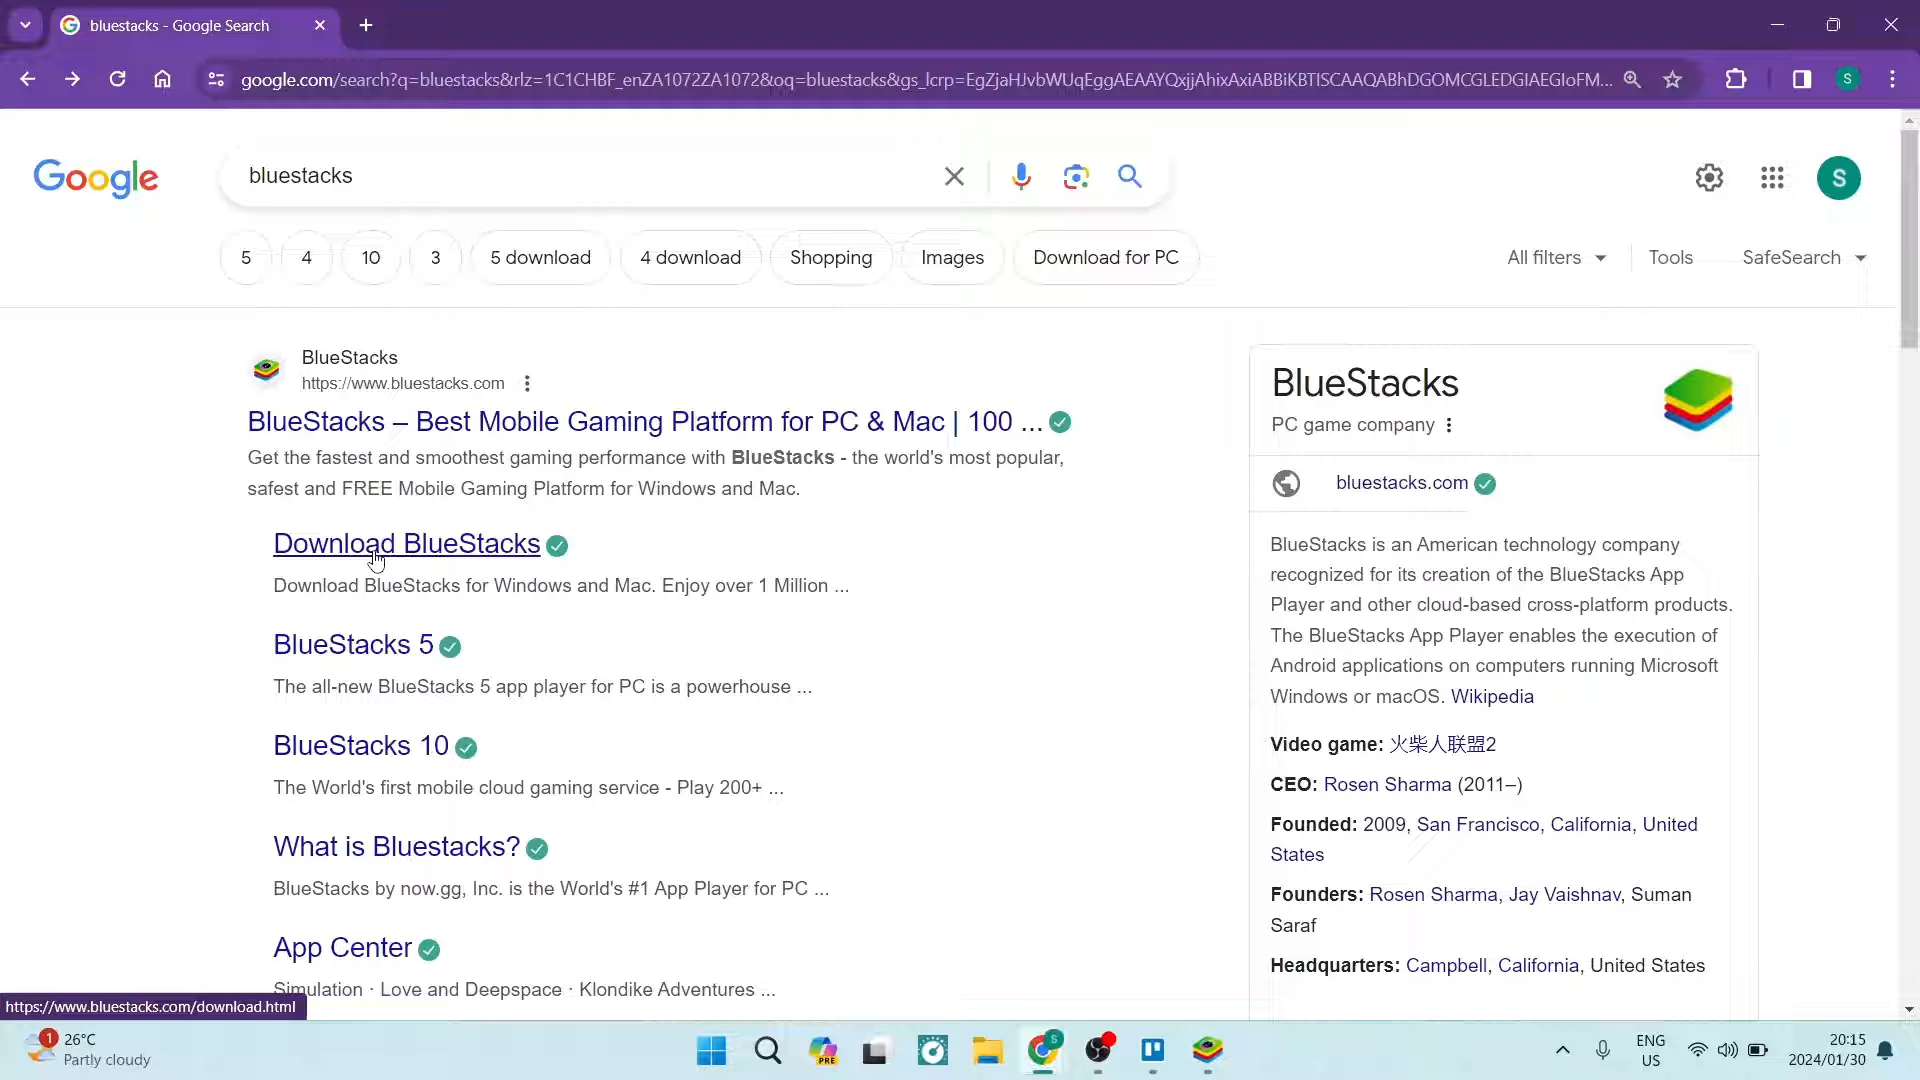 bluestacks - Google Search
google.com/search?q=bluestacks&rlz=1C1CHBF_enZA1072ZA1072&oq=bluestacks&gs_lcrp=EgZjaHJvbWUqEggAEAAYQxjjAhixAxiABBiKBTISCAAQABhDGOMCGLEDGIAEGIoFM...
S
Google
bluestacks
S
5
4
10
3
5 download
4 download
Shopping
Images
Download for PC
All filters
Tools
SafeSearch
BlueStacks
https://www.bluestacks.com
BlueStacks – Best Mobile Gaming Platform for PC & Mac | 100 ...
Get the fastest and smoothest gaming performance with BlueStacks - the world's most popular,
safest and FREE Mobile Gaming Platform for Windows and Mac.
Download BlueStacks
Download BlueStacks for Windows and Mac. Enjoy over 1 Million ...
BlueStacks 5
The all-new BlueStacks 5 app player for PC is a powerhouse ...
BlueStacks 10
The World's first mobile cloud gaming service - Play 200+ ...
What is Bluestacks?
BlueStacks by now.gg, Inc. is the World's #1 App Player for PC ...
App Center
Simulation · Love and Deepspace · Klondike Adventures ...
BlueStacks
PC game company
bluestacks.com
BlueStacks is an American technology company
recognized for its creation of the BlueStacks App
Player and other cloud-based cross-platform products.
The BlueStacks App Player enables the execution of
Android applications on computers running Microsoft
Windows or macOS. Wikipedia
Video game: 火柴人联盟2
CEO: Rosen Sharma (2011–)
Founded: 2009, San Francisco, California, United
States
Founders: Rosen Sharma, Jay Vaishnav, Suman
Saraf
Headquarters: Campbell, California, United States
https://www.bluestacks.com/download.html
1
26°C
Partly cloudy
PRE
S
ENG
US
20:15
2024/01/30